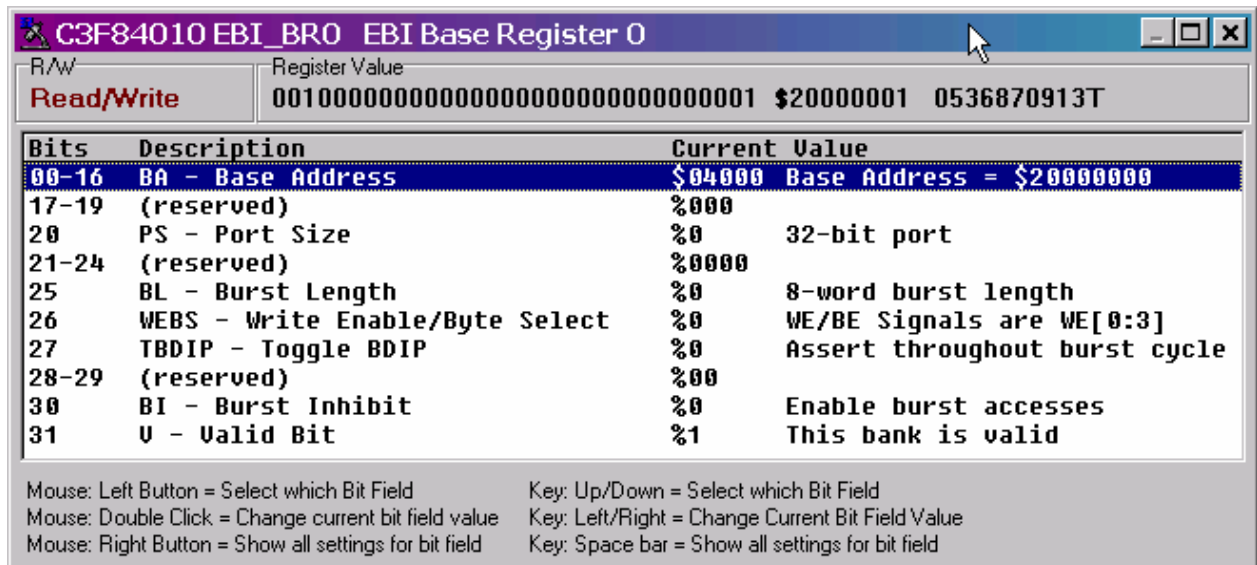 C3F84010 EBI_BR0 EBI Base Register 0
R/W Register Value
Read/Write 00100000000000000000000000000001 $20000001 0536870913T
Bits Description Current Value
00-16 BA - Base Address $04000 Base Address = $20000000
17-19 (reserved) %000
20 PS - Port Size %0 32-bit port
21-24 (reserved) %0000
25 BL - Burst Length %0 8-word burst length
26 WEBS - Write Enable/Byte Select %0 WE/BE Signals are WE[0:3]
27 TBDIP - Toggle BDIP %0 Assert throughout burst cycle
28-29 (reserved) %00
30 BI - Burst Inhibit %0 Enable burst accesses
31 V - Valid Bit %1 This bank is valid
Mouse: Left Button = Select which Bit Field Key: Up/Down = Select which Bit Field
Mouse: Double Click = Change current bit field value Key: Left/Right = Change Current Bit Field Value
Mouse: Right Button = Show all settings for bit field Key: Space bar = Show all settings for bit field